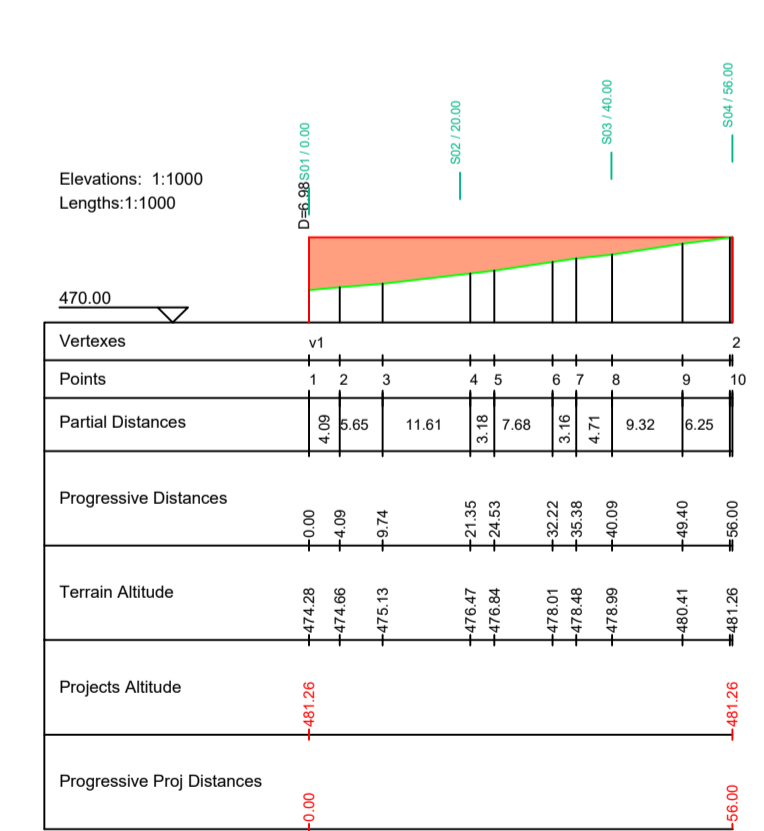 S01 / 0.00
S02 / 20.00
S03 / 40.00
S04 / 56.00
D=6.98
Elevations: 1:1000
Lengths:1:1000
470.00
Vertexes v1 2
Points 1 2 3 4 5 6 7 8 9 10
Partial Distances 4.09 5.65 11.61 3.18 7.68 3.16 4.71 9.32 6.25
Progressive Distances 0.00 4.09 9.74 21.35 24.53 32.22 35.38 40.09 49.40 56.00
Terrain Altitude 474.28 474.66 475.13 476.47 476.84 478.01 478.48 478.99 480.41 481.26
Projects Altitude 481.26 481.26
Progressive Proj Distances 0.00 56.00